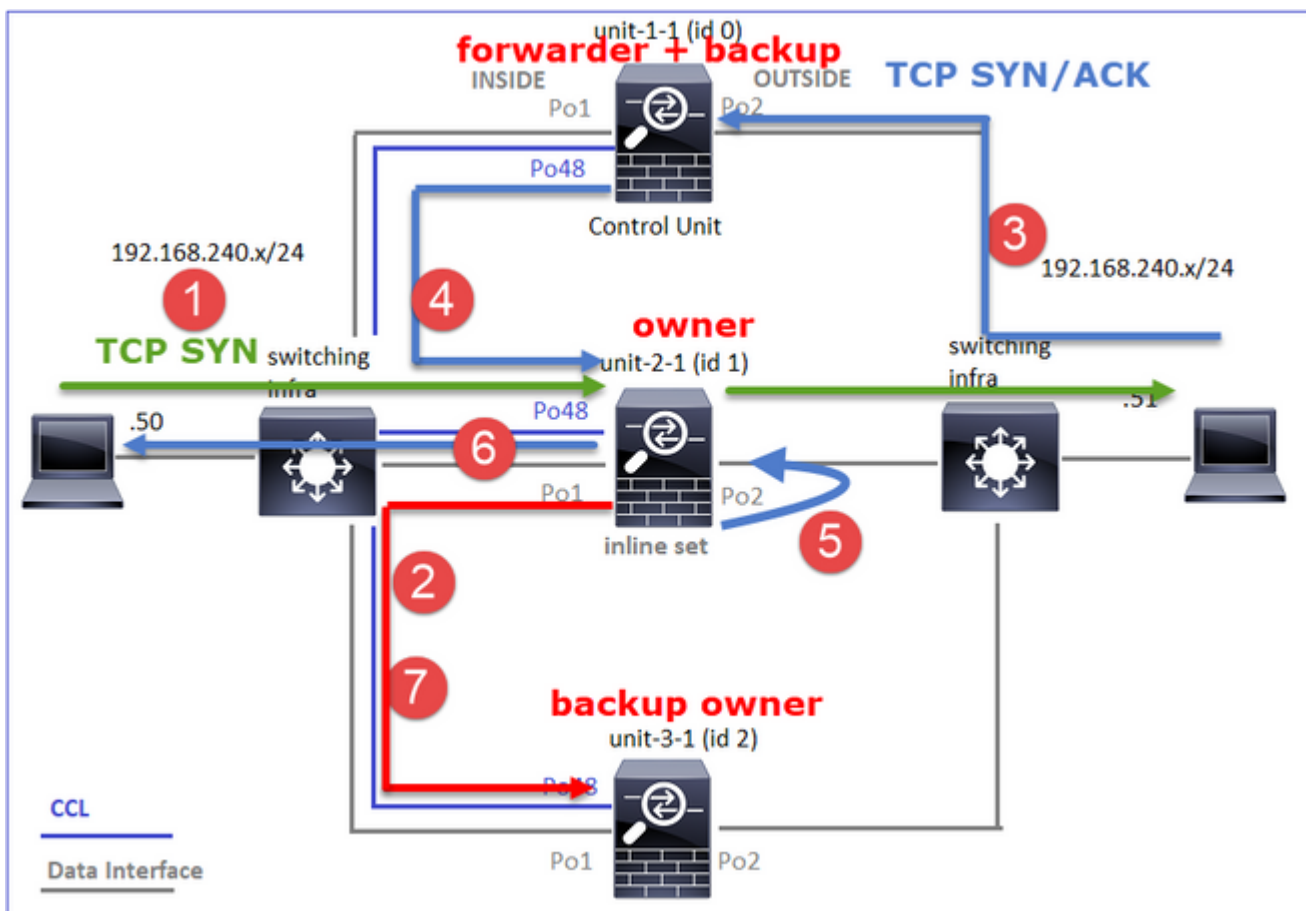 unit-1-1 (id 0)
forwarder + backup
INSIDE
OUTSIDE
TCP SYN/ACK
Po1
Po2
Po48
Control Unit
3
192.168.240.x/24
192.168.240.x/24
1
4
owner
TCP SYN
switching
infra
unit-2-1 (id 1)
switching
infra
.50
Po48
.51
6
Po1
Po2
inline set
5
2
7
backup owner
unit-3-1 (id 2)
Po48
CCL
Data Interface
Po1
Po2